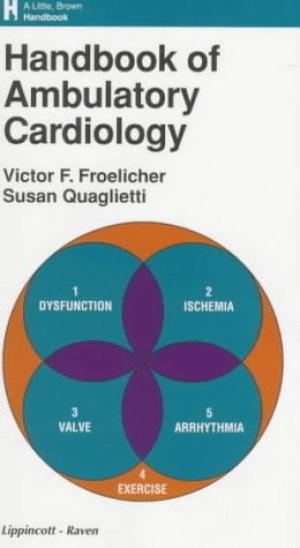 H
A Little, Brown
Handbook
Handbook of
Ambulatory
Cardiology
Victor F. Froelicher
Susan Quaglietti
1
DYSFUNCTION
2
ISCHEMIA
3
VALVE
5
ARRHYTHMIA
4
EXERCISE
Lippincott - Raven